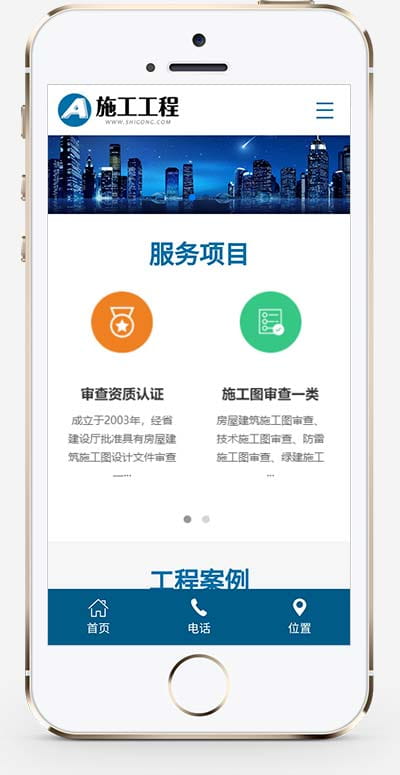 施工工程
WWW.SHIGONG.COM
服务项目
审查资质认证
施工图审查一类
成立于2003年，经省
建设厅批准具有房屋建
筑施工图设计文件审查
一...
房屋建筑施工图审查、
技术施工图审查、防雷
施工图审查、绿建施工
...
工程案例
首页
电话
位置